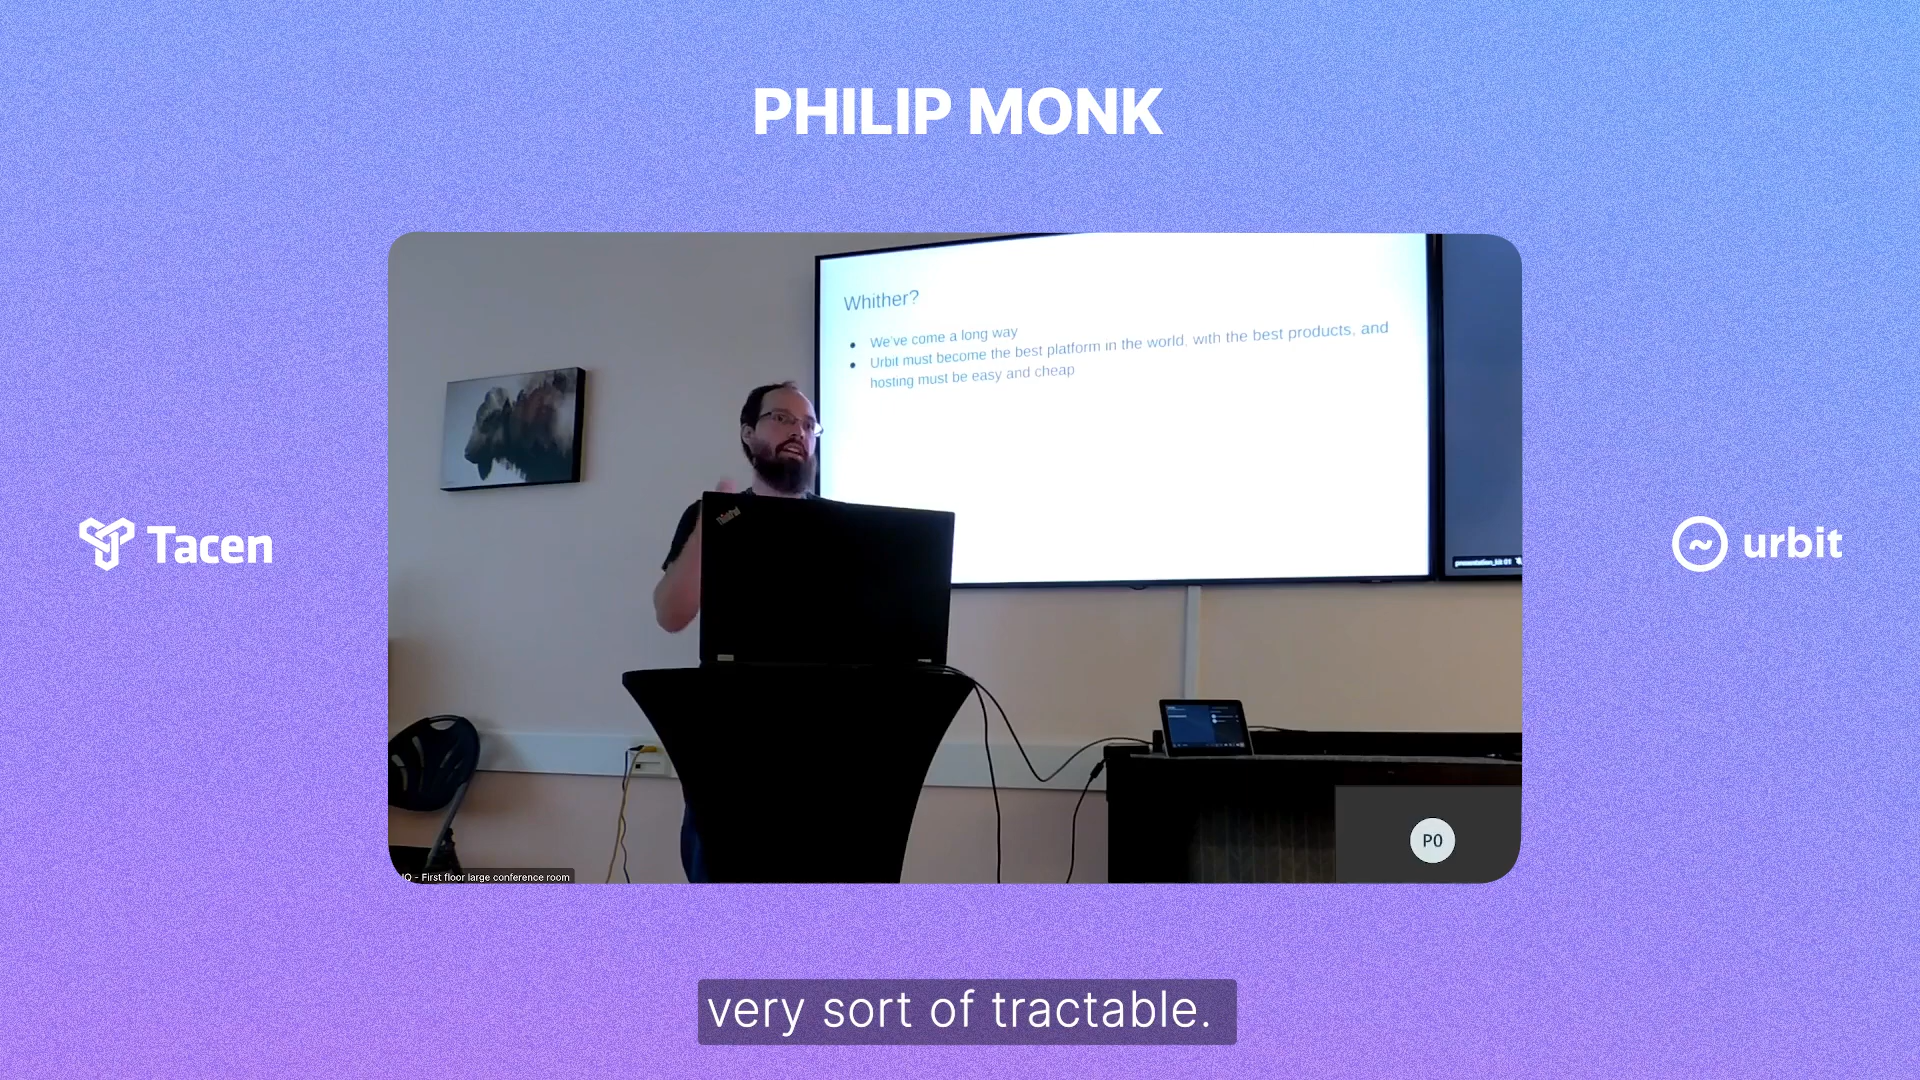 PHILIP MONK
Whither?
We've come a long way
Urbit must become the best platform in the world, with the best products, and
hosting must be easy and cheap
Tacen
urbit
ThinkPad
P0
- First floor large conference room
very sort of tractable.